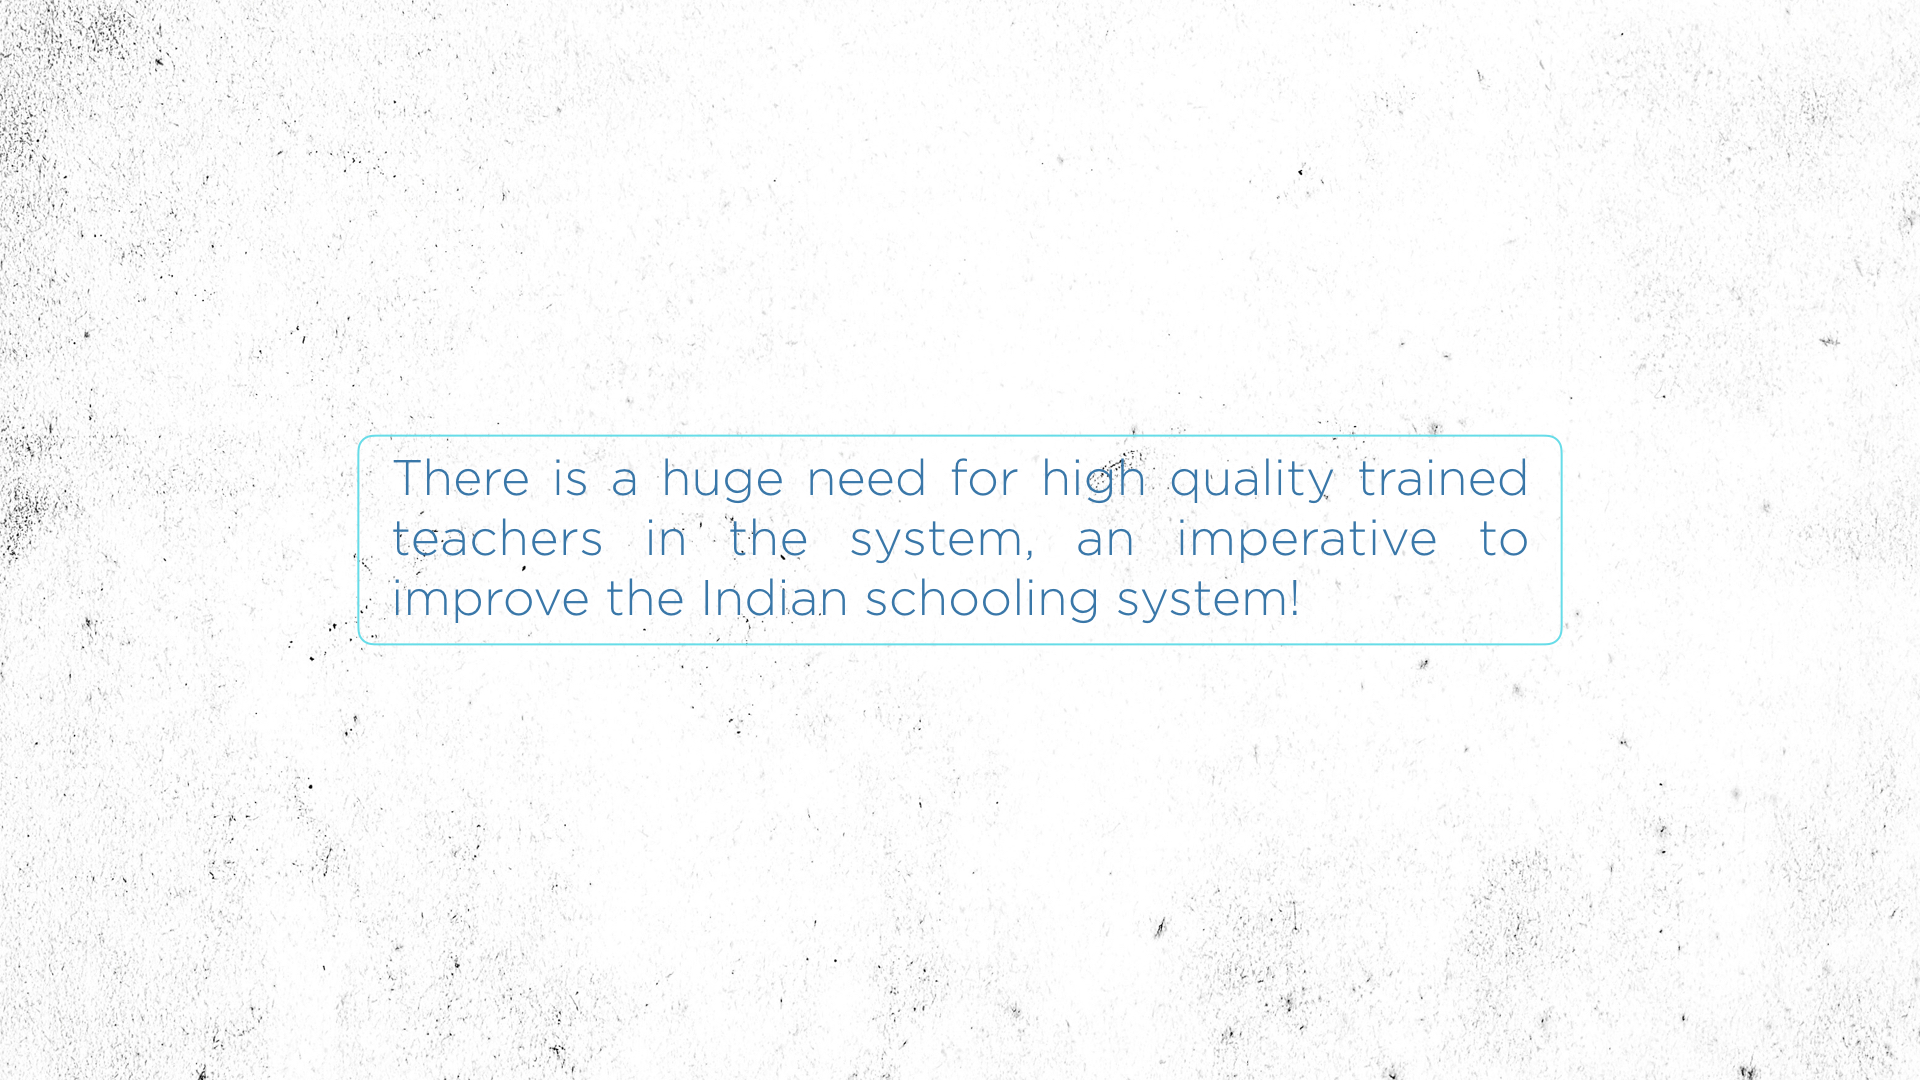 There is a huge need for high quality trained
teachers in the system, an imperative to
improve the Indian schooling system!